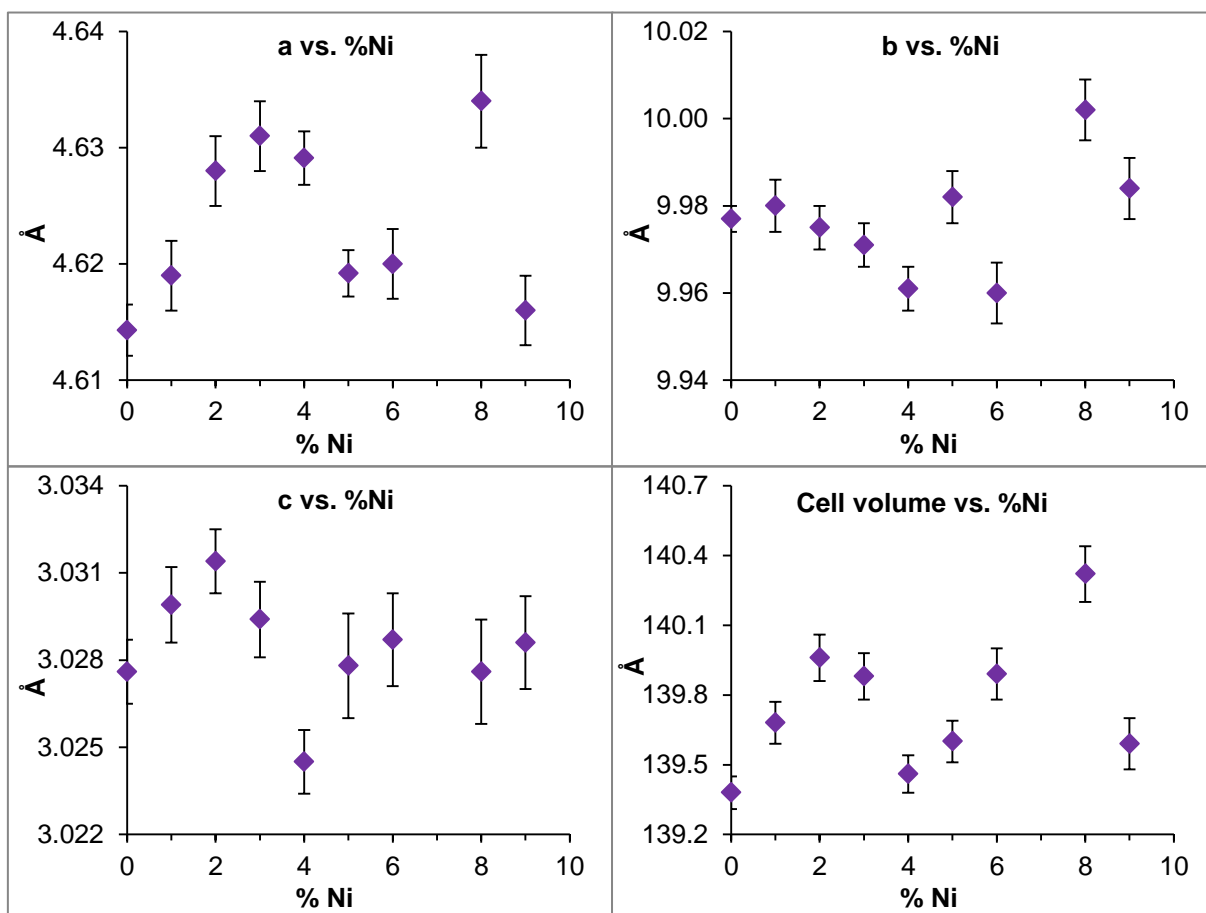 a vs. %Ni
4.64
4.63
4.62
4.61
Å
0 2 4 6 8 10
% Ni
b vs. %Ni
10.02
10.00
9.98
9.96
9.94
Å
0 2 4 6 8 10
% Ni
c vs. %Ni
3.034
3.031
3.028
3.025
3.022
Å
0 2 4 6 8 10
% Ni
Cell volume vs. %Ni
140.7
140.4
140.1
139.8
139.5
139.2
Å
0 2 4 6 8 10
% Ni